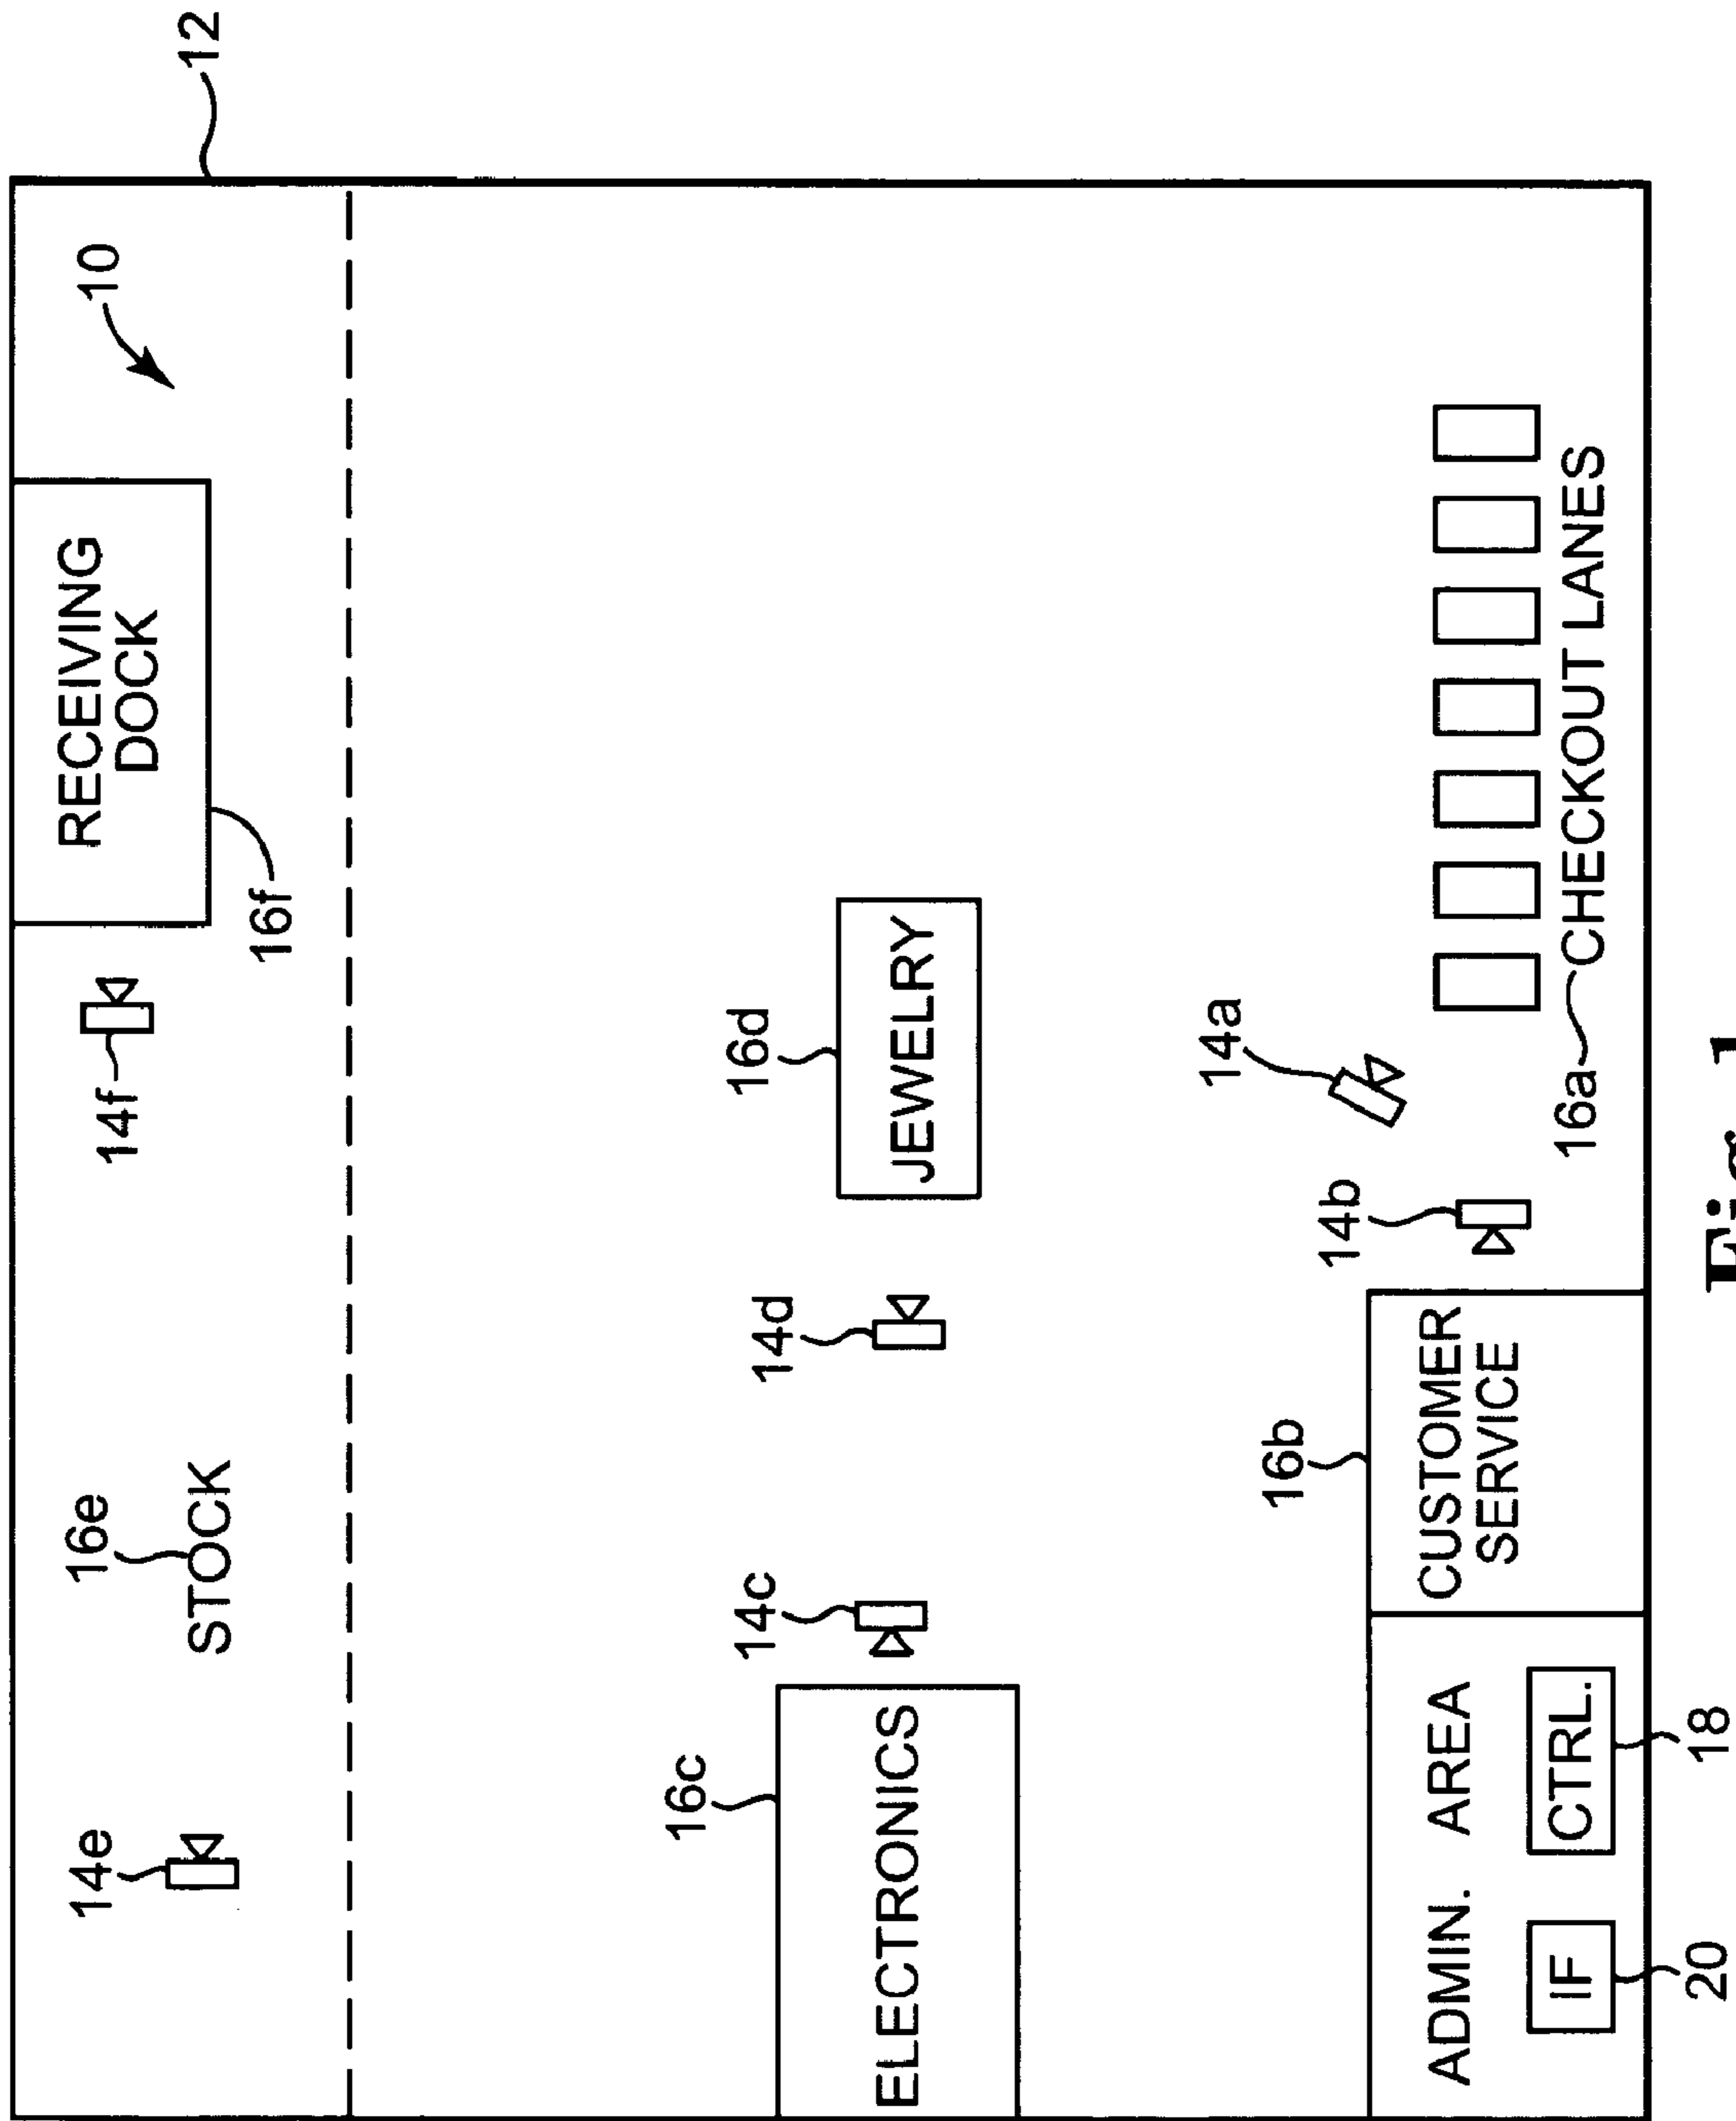 12
10
RECEIVING
DOCK
16f
14f
16e
STOCK
14e
16d
JEWELRY
14d
14c
16c
ELECTRONICS
14a
14b
16b
CUSTOMER
SERVICE
16a
CHECKOUT LANES
ADMIN. AREA
IF
CTRL.
20
18